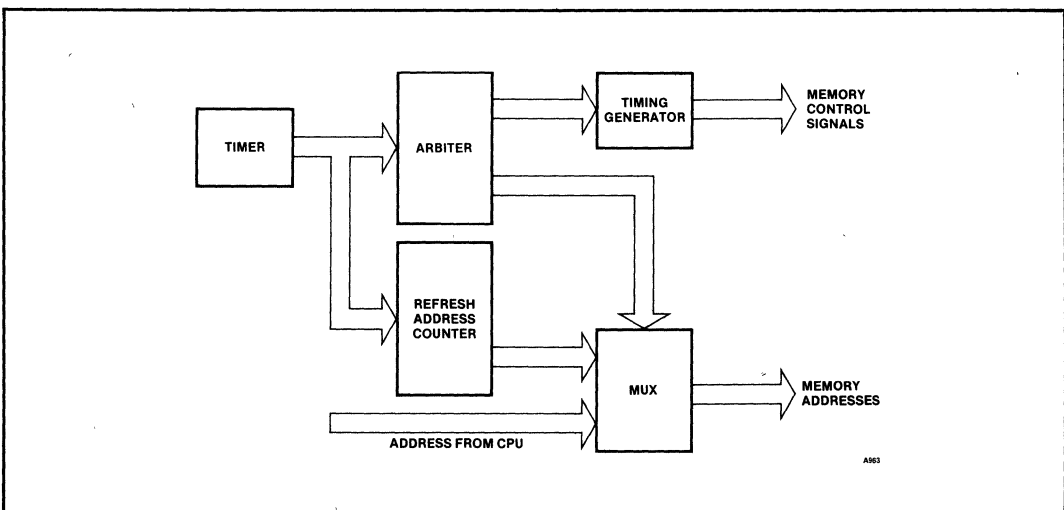 TIMER
ARBITER
TIMING
GENERATOR
MEMORY
CONTROL
SIGNALS
REFRESH
ADDRESS
COUNTER
MUX
MEMORY
ADDRESSES
ADDRESS FROM CPU
A963